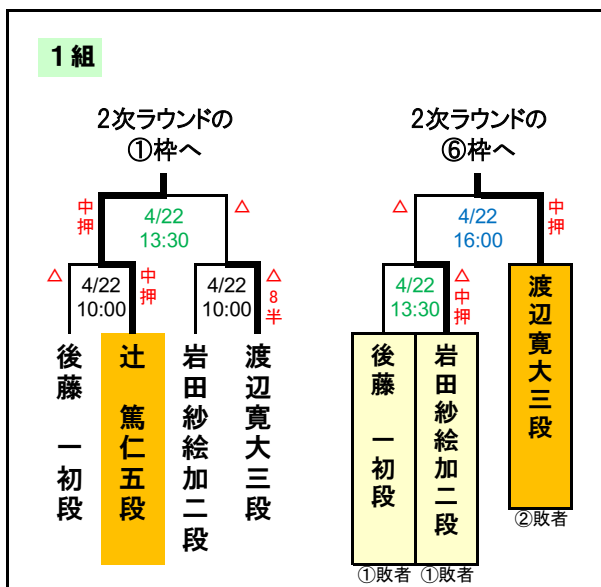 1組
2次ラウンドの
①枠へ
中押
4/22
13:30
△
△
4/22
10:00
中押
4/22
10:00
△8半
後藤 一初段
辻 篤仁五段
岩田紗絵加二段
渡辺寛大三段
2次ラウンドの
⑥枠へ
△
4/22
16:00
中押
4/22
13:30
△中押
後藤 一初段
岩田紗絵加二段
渡辺寛大三段
①敗者
①敗者
②敗者